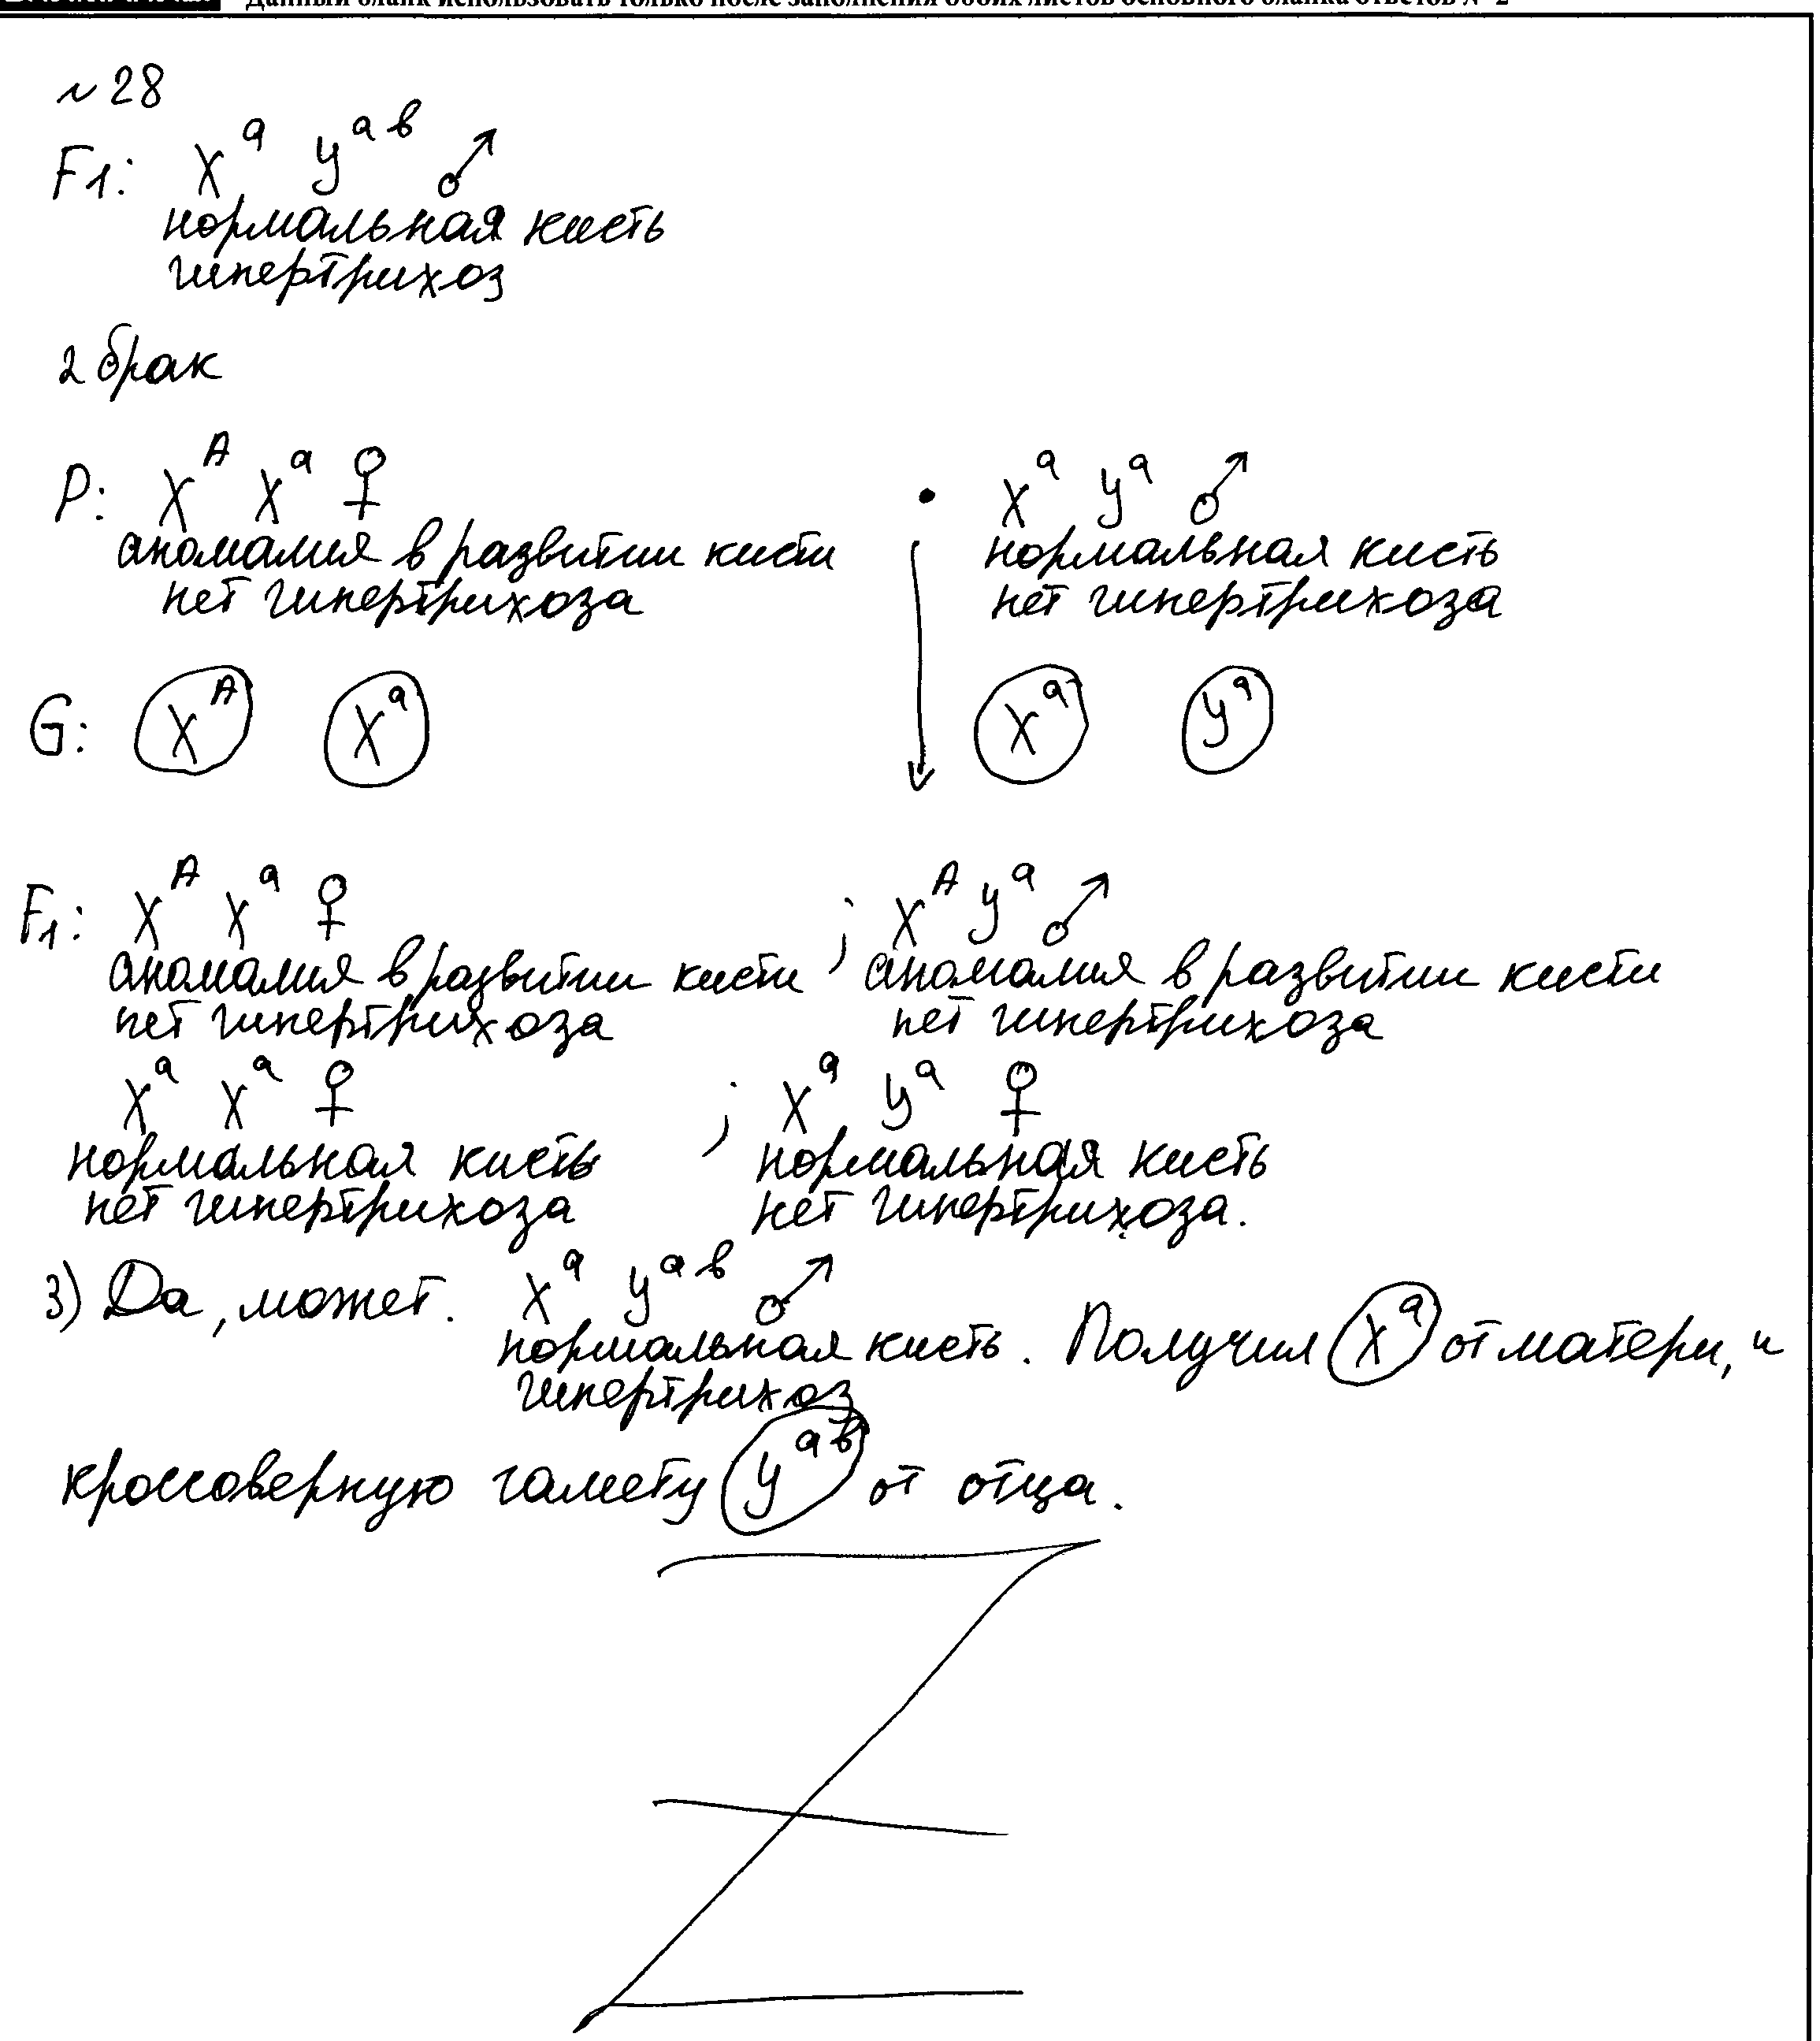 Данный бланк использовать только после заполнения обоих листов основного бланка ответов № 2
№28
F1: X^a y^ab ♂
нормальная кисть
гипертрихоз
2 брак
P: X^A X^a ♀ • X^a y^a ♂
аномалия в развитии кисти нормальная кисть
нет гипертрихоза нет гипертрихоза
G: X^A X^a X^a y^a
F1: X^A X^a ♀ ; X^A y^a ♂
аномалия в развитии кисти аномалия в развитии кисти
нет гипертрихоза нет гипертрихоза
X^a X^a ♀ ; X^a y^a ♀
нормальная кисть нормальная кисть
нет гипертрихоза нет гипертрихоза.
3) Да, может. X^a y^ab ♂
нормальная кисть. Получил X^a от матери, и
гипертрихоз
кроссоверную гамету y^ab от отца.